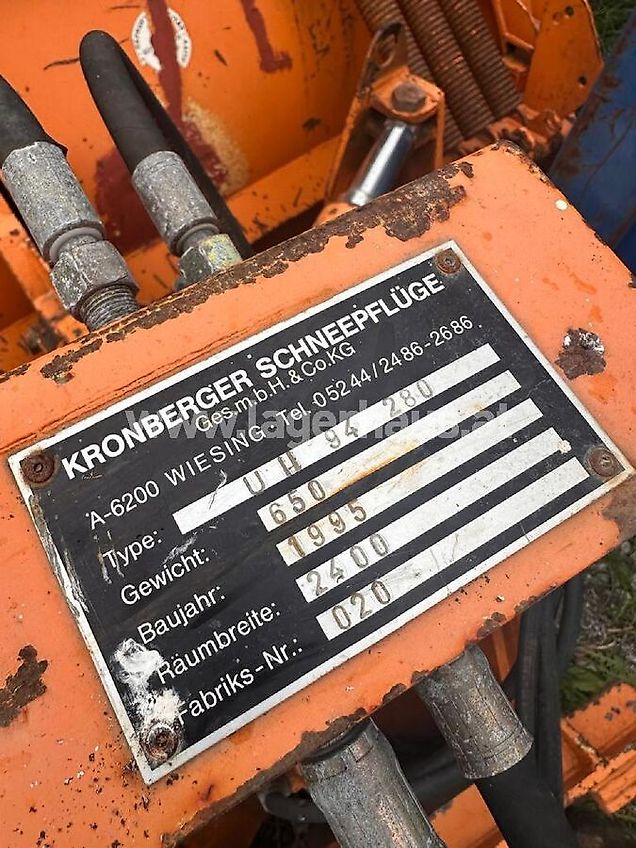 KRONBERGER SCHNEEPFLÜGE
Ges.m.b.H.&Co.KG
A-6200 WIESING Tel. 05244/2486-2686
www.lagerhaus.at
Type: U H 94 280
Gewicht: 650
Baujahr: 1995
Räumbreite: 2400
Fabriks-Nr.: 020